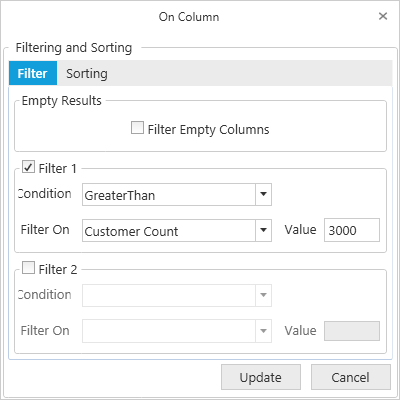 On Column
Filtering and Sorting
Filter Sorting
Empty Results
Filter Empty Columns
Filter 1
Condition GreaterThan
Filter On Customer Count Value 3000
Filter 2
Condition
Filter On Value
Update Cancel